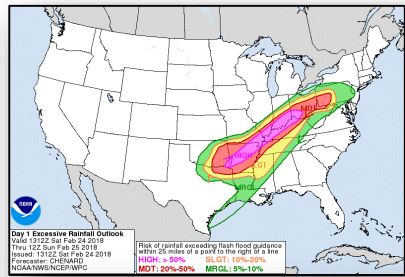 MDT
HIGH
SLGT
MRGL
noaa
Day 1 Excessive Rainfall Outlook
Valid 1312Z Sat Feb 24 2018
Thru 12Z Sun Feb 25 2018
Issued: 1312Z Sat Feb 24 2018
Forecaster: CHENARD
NOAA/NWS/NCEP/WPC
Risk of rainfall exceeding flash flood guidance
within 25 miles of a point to the right of a line
HIGH: > 50% SLGT: 10%-20%
MDT: 20%-50% MRGL: 5%-10%